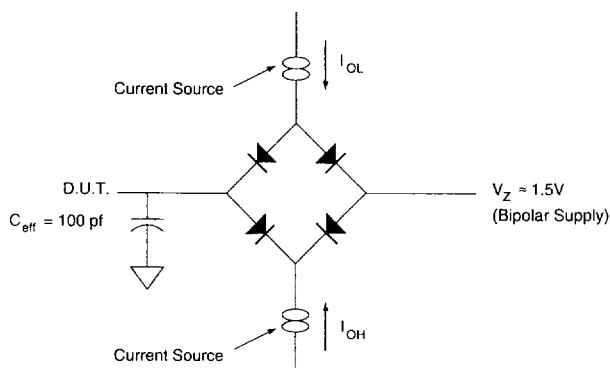 I_OL
Current Source
D.U.T.
V_Z ≈ 1.5V
C_eff = 100 pf
(Bipolar Supply)
I_OH
Current Source